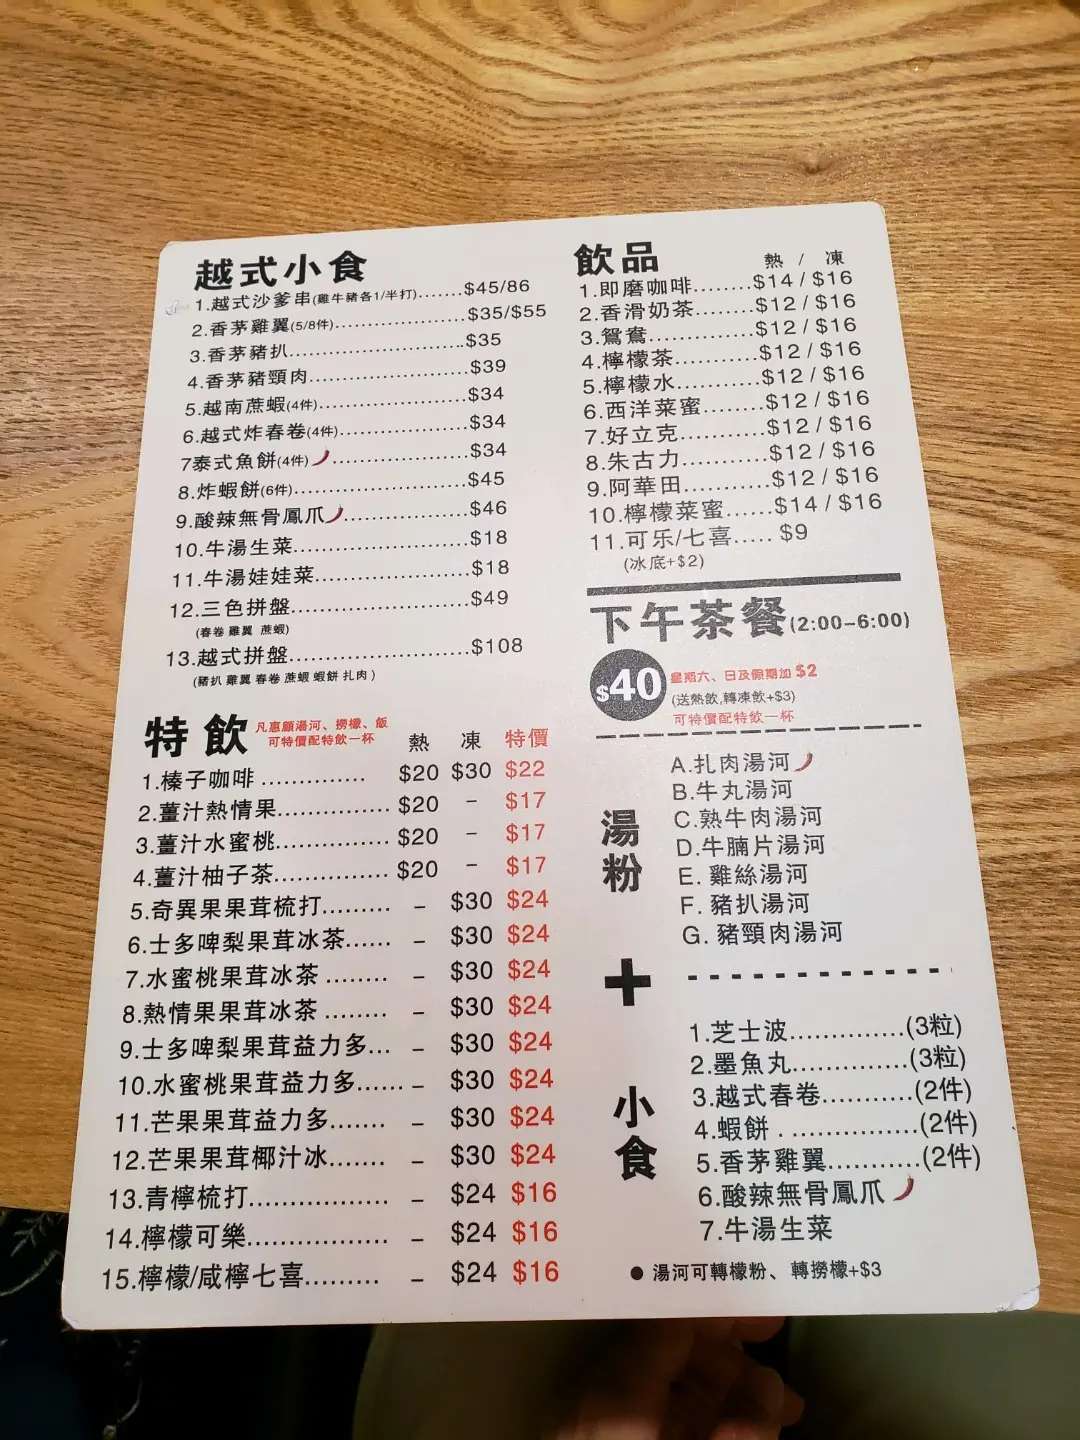 越式小食
1.越式沙爹串(雞牛豬各1/半打).......$45/86
2.香茅雞翼(5/8件)......................$35/$55
3.香茅豬扒.............................$35
4.香茅豬頸肉...........................$39
5.越南蔗蝦(4件)........................$34
6.越式炸春卷(4件)......................$34
7泰式魚餅(4件).........................$34
8.炸蝦餅(6件)...........................$45
9.酸辣無骨鳳爪.....................$46
10.牛湯生菜.............................$18
11.牛湯娃娃菜.........................$18
12.三色拼盤.............................$49
(春卷 雞翼 蔗蝦)
13.越式拼盤.............................$108
(豬扒 雞翼 春卷 蔗蝦 蝦餅 扎肉)
特飲
凡惠顧湯河、撈檬、飯
可特價配特飲一杯
熱 凍 特價
1.榛子咖啡.............. $20 $30 $22
2.薑汁熱情果.............. $20 – $17
3.薑汁水蜜桃.............. $20 – $17
4.薑汁柚子茶.............. $20 – $17
5.奇異果果茸梳打......... – $30 $24
6.士多啤梨果茸冰茶...... – $30 $24
7.水蜜桃果茸冰茶........ – $30 $24
8.熱情果果茸冰茶........ – $30 $24
9.士多啤梨果茸益力多... – $30 $24
10.水蜜桃果茸益力多...... – $30 $24
11.芒果果茸益力多....... – $30 $24
12.芒果果茸椰汁冰....... – $30 $24
13.青檸梳打................. – $24 $16
14.檸檬可樂................. – $24 $16
15.檸檬/咸檸七喜......... – $24 $16
飲品
熱 / 凍
1.即磨咖啡........$14 / $16
2.香滑奶茶........$12 / $16
3.鴛鴦..............$12 / $16
4.檸檬茶...........$12 / $16
5.檸檬水...........$12 / $16
6.西洋菜蜜........$12 / $16
7.好立克...........$12 / $16
8.朱古力...........$12 / $16
9.阿華田...........$12 / $16
10.檸檬菜蜜......$14 / $16
11.可乐/七喜..... $9
(冰底+$2)
下午茶餐(2:00–6:00)
$40
星期六、日及假期加 $2
(送熱飲,轉凍飲+$3)
可特價配特飲一杯
湯粉
A.扎肉湯河
B.牛丸湯河
C.熟牛肉湯河
D.牛腩片湯河
E. 雞絲湯河
F. 豬扒湯河
G. 豬頸肉湯河
+
小食
1.芝士波..............(3粒)
2.墨魚丸..............(3粒)
3.越式春卷...........(2件)
4.蝦餅 . ................(2件)
5.香茅雞翼...........(2件)
6.酸辣無骨鳳爪
7.牛湯生菜
● 湯河可轉檬粉、轉撈檬+$3